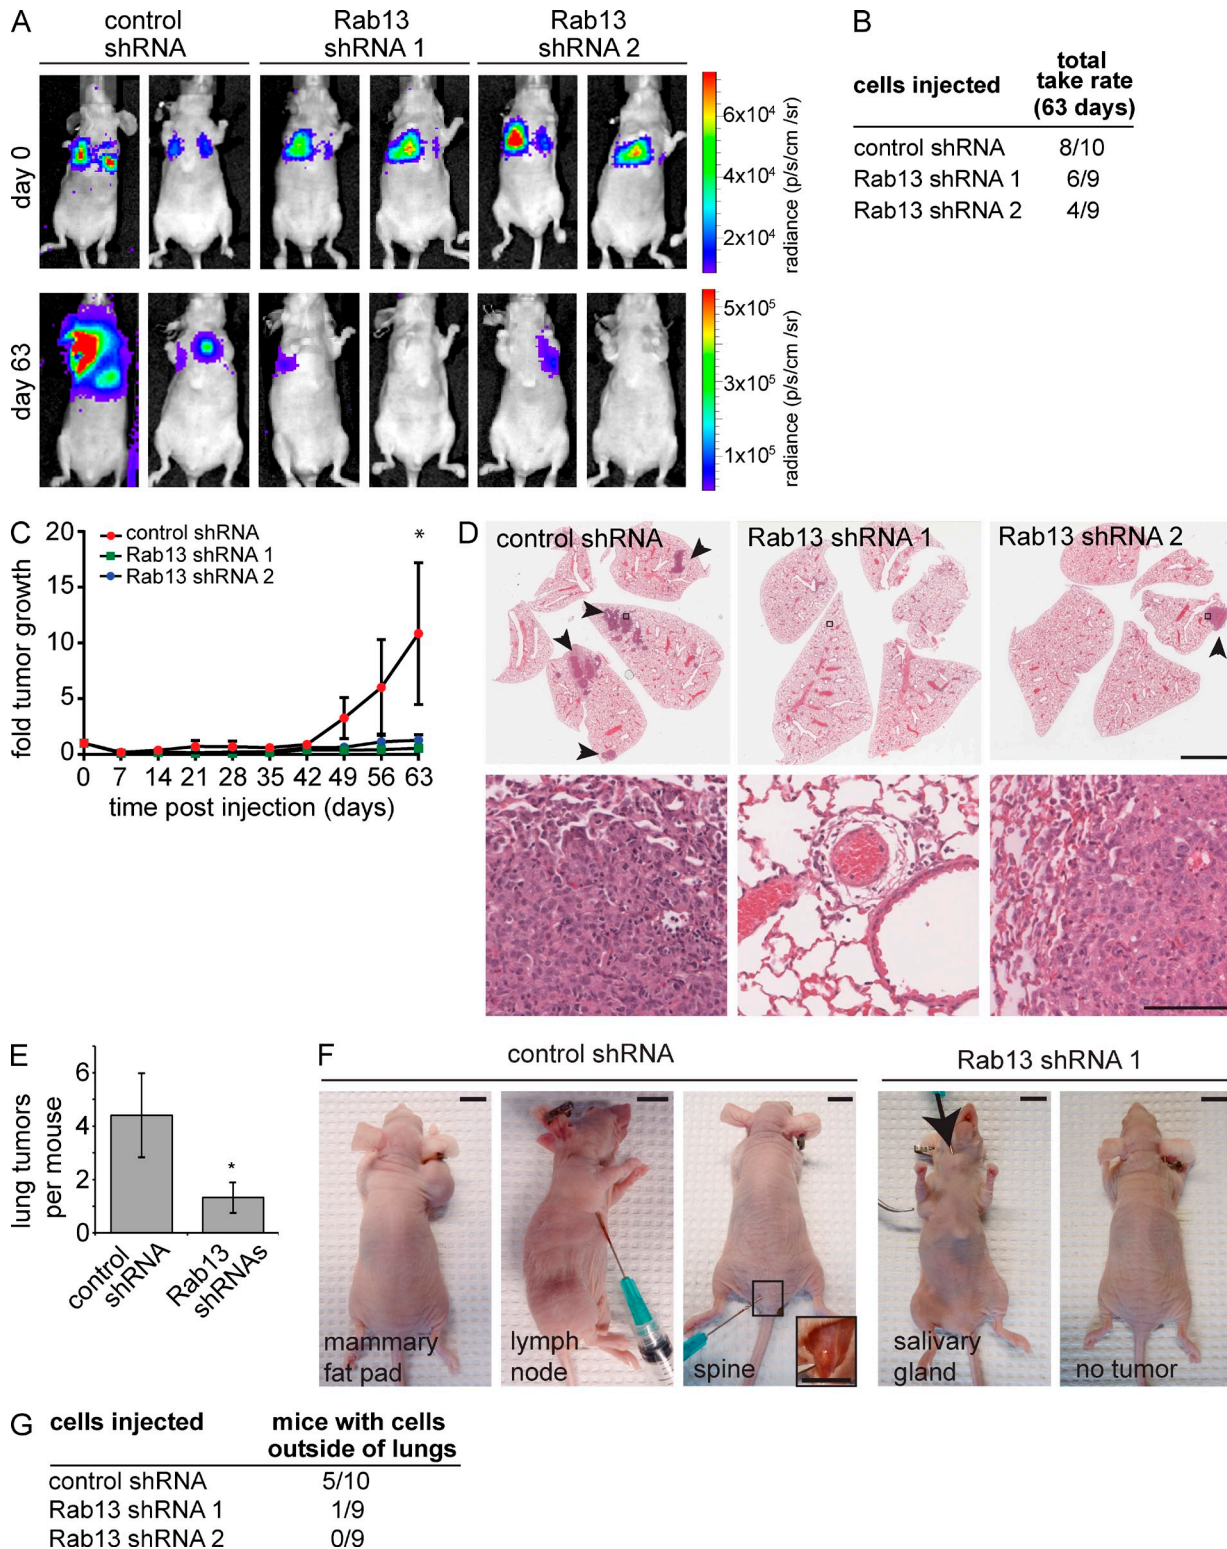 A
control
shRNA
Rab13
shRNA 1
Rab13
shRNA 2
day 0
6x10⁴
4x10⁴
2x10⁴
radiance (p/s/cm /sr)
day 63
5x10⁵
3x10⁵
1x10⁵
radiance (p/s/cm /sr)
B
cells injected
total
take rate
(63 days)
control shRNA 8/10
Rab13 shRNA 1 6/9
Rab13 shRNA 2 4/9
C
fold tumor growth
20
15
10
5
0
control shRNA
Rab13 shRNA 1
Rab13 shRNA 2
*
0 7 14 21 28 35 42 49 56 63
time post injection (days)
D
control shRNA
Rab13 shRNA 1
Rab13 shRNA 2
E
lung tumors
per mouse
6
4
2
0
*
control
shRNA
Rab13
shRNAs
F
control shRNA
Rab13 shRNA 1
mammary
fat pad
lymph
node
spine
salivary
gland
no tumor
G
cells injected
mice with cells
outside of lungs
control shRNA 5/10
Rab13 shRNA 1 1/9
Rab13 shRNA 2 0/9